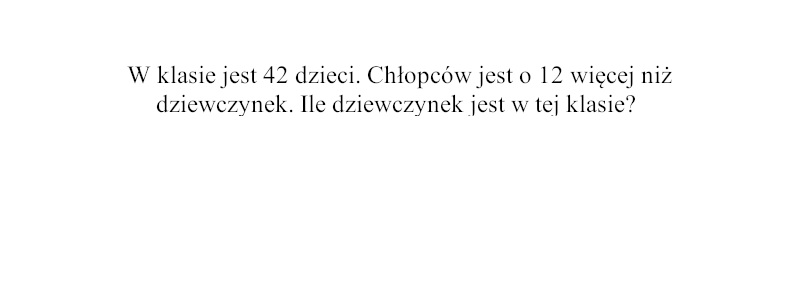 W klasie jest 42 dzieci. Chłopców jest o 12 więcej niż
dziewczynek. Ile dziewczynek jest w tej klasie?